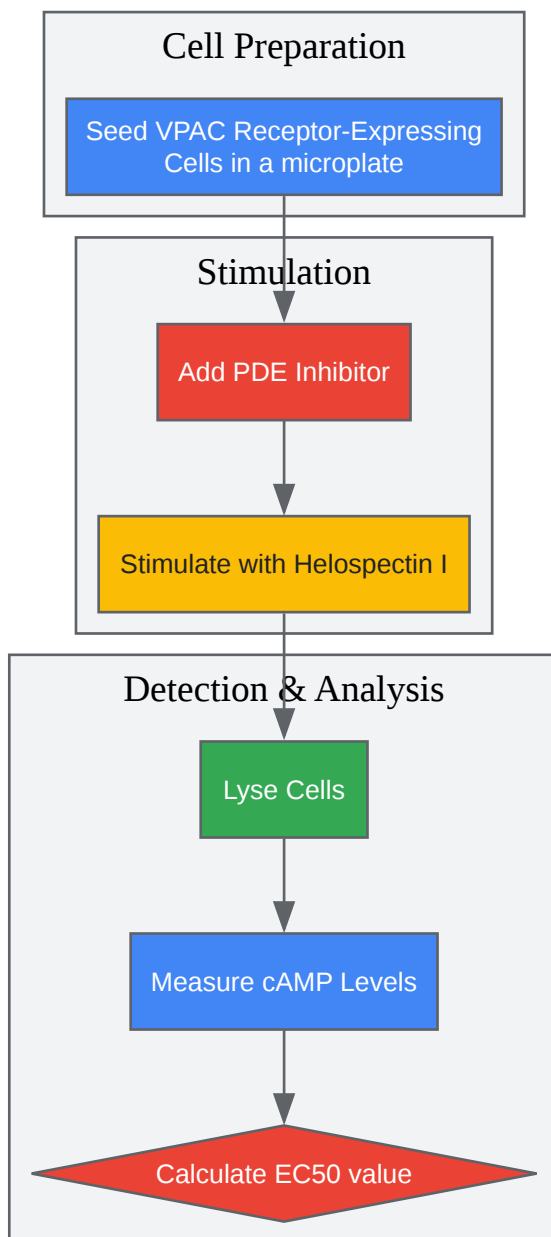 Cell Preparation
Seed VPAC Receptor-Expressing
Cells in a microplate
Stimulation
Add PDE Inhibitor
Stimulate with Helospectin I
Detection & Analysis
Lyse Cells
Measure cAMP Levels
Calculate EC50 value